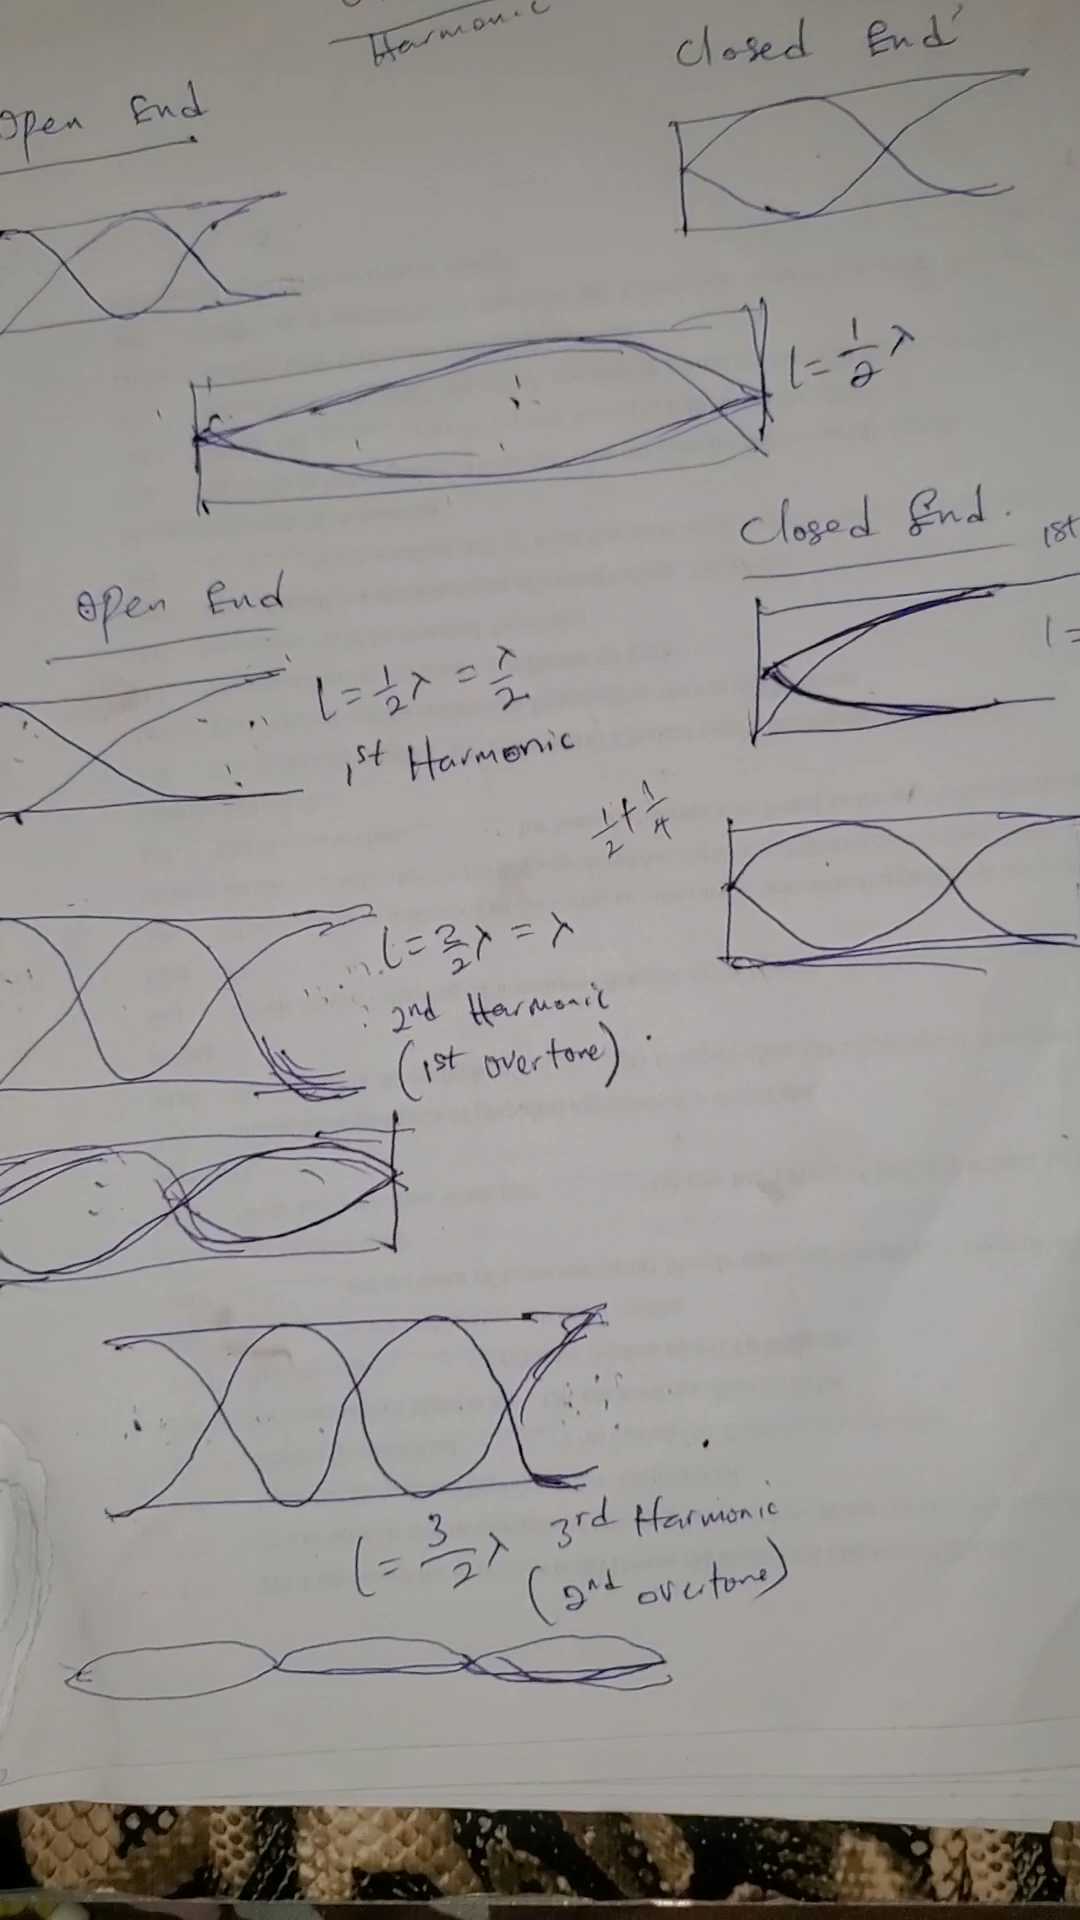 Harmonic
Closed End
Open End
l = 1/2 λ
Closed End.
1st
Open End
l =
l = 1/2 λ = λ/2
1st Harmonic
1/2 + 1/4
l = 2/2 λ = λ
2nd Harmonic
(1st overtone)
l = 3/2 λ 3rd Harmonic
(2nd overtone)